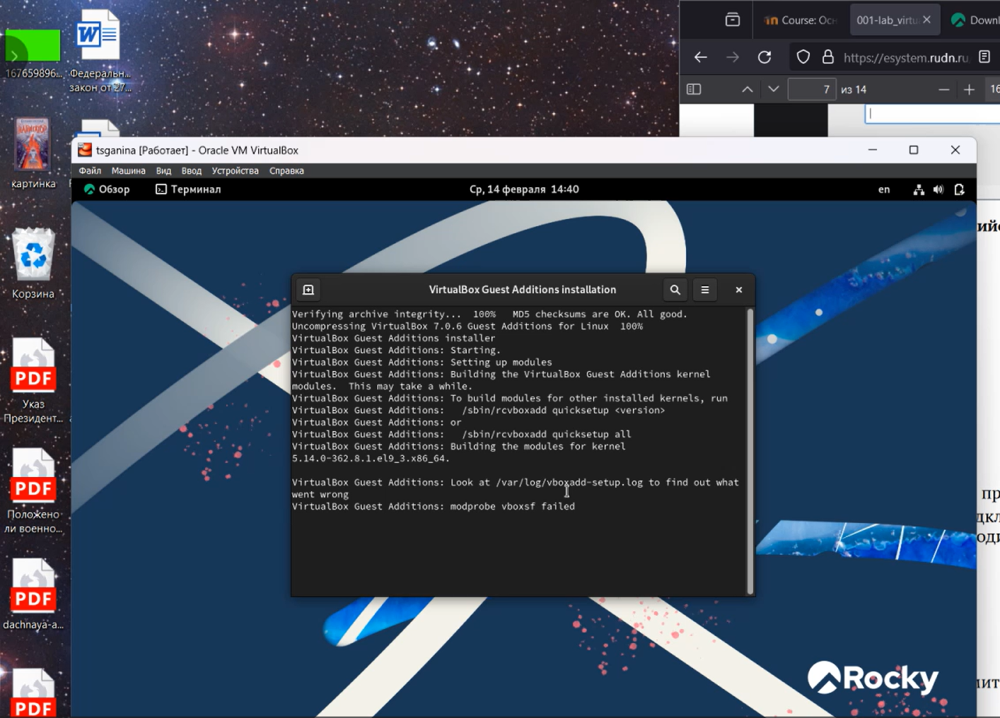 Course: Осн
001-lab_virtu
Downl
https://esystem.rudn.ru
7 из 14
16
167659896...
Федеральн...
закон от 27...
картинка
Корзина
PDF
Указ
Президент...
PDF
Положено
ли военно...
PDF
dachnaya-a...
PDF
tsganina [Работает] - Oracle VM VirtualBox
Файл Машина Вид Ввод Устройства Справка
Обзор Терминал Ср, 14 февраля 14:40 en
VirtualBox Guest Additions installation
Verifying archive integrity... 100% MD5 checksums are OK. All good.
Uncompressing VirtualBox 7.0.6 Guest Additions for Linux 100%
VirtualBox Guest Additions installer
VirtualBox Guest Additions: Starting.
VirtualBox Guest Additions: Setting up modules
VirtualBox Guest Additions: Building the VirtualBox Guest Additions kernel
modules. This may take a while.
VirtualBox Guest Additions: To build modules for other installed kernels, run
VirtualBox Guest Additions: /sbin/rcvboxadd quicksetup <version>
VirtualBox Guest Additions: or
VirtualBox Guest Additions: /sbin/rcvboxadd quicksetup all
VirtualBox Guest Additions: Building the modules for kernel
5.14.0-362.8.1.el9_3.x86_64.
VirtualBox Guest Additions: Look at /var/log/vboxadd-setup.log to find out what
went wrong
VirtualBox Guest Additions: modprobe vboxsf failed
Rocky